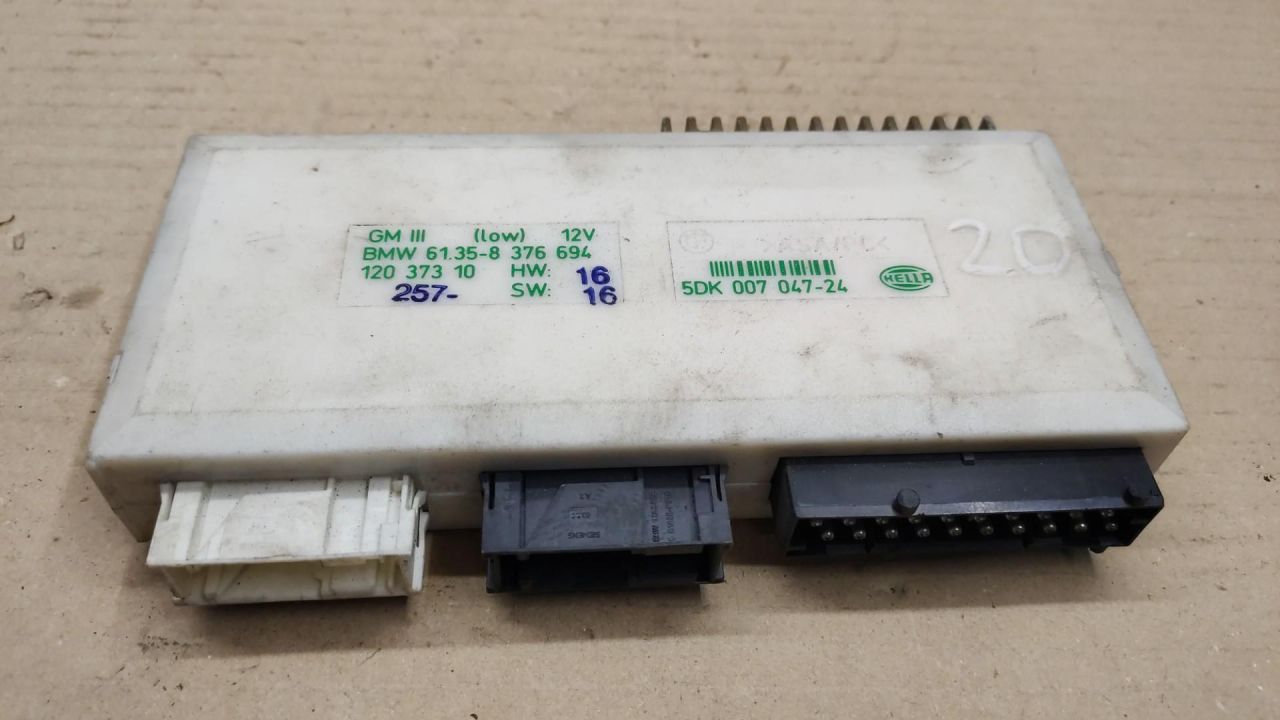 GM III (low) 12V
BMW 61.35-8 376 694
120 373 10 HW: 16
257- SW: 16
5DK 007 047-24
HELLA
20
SIEMENS